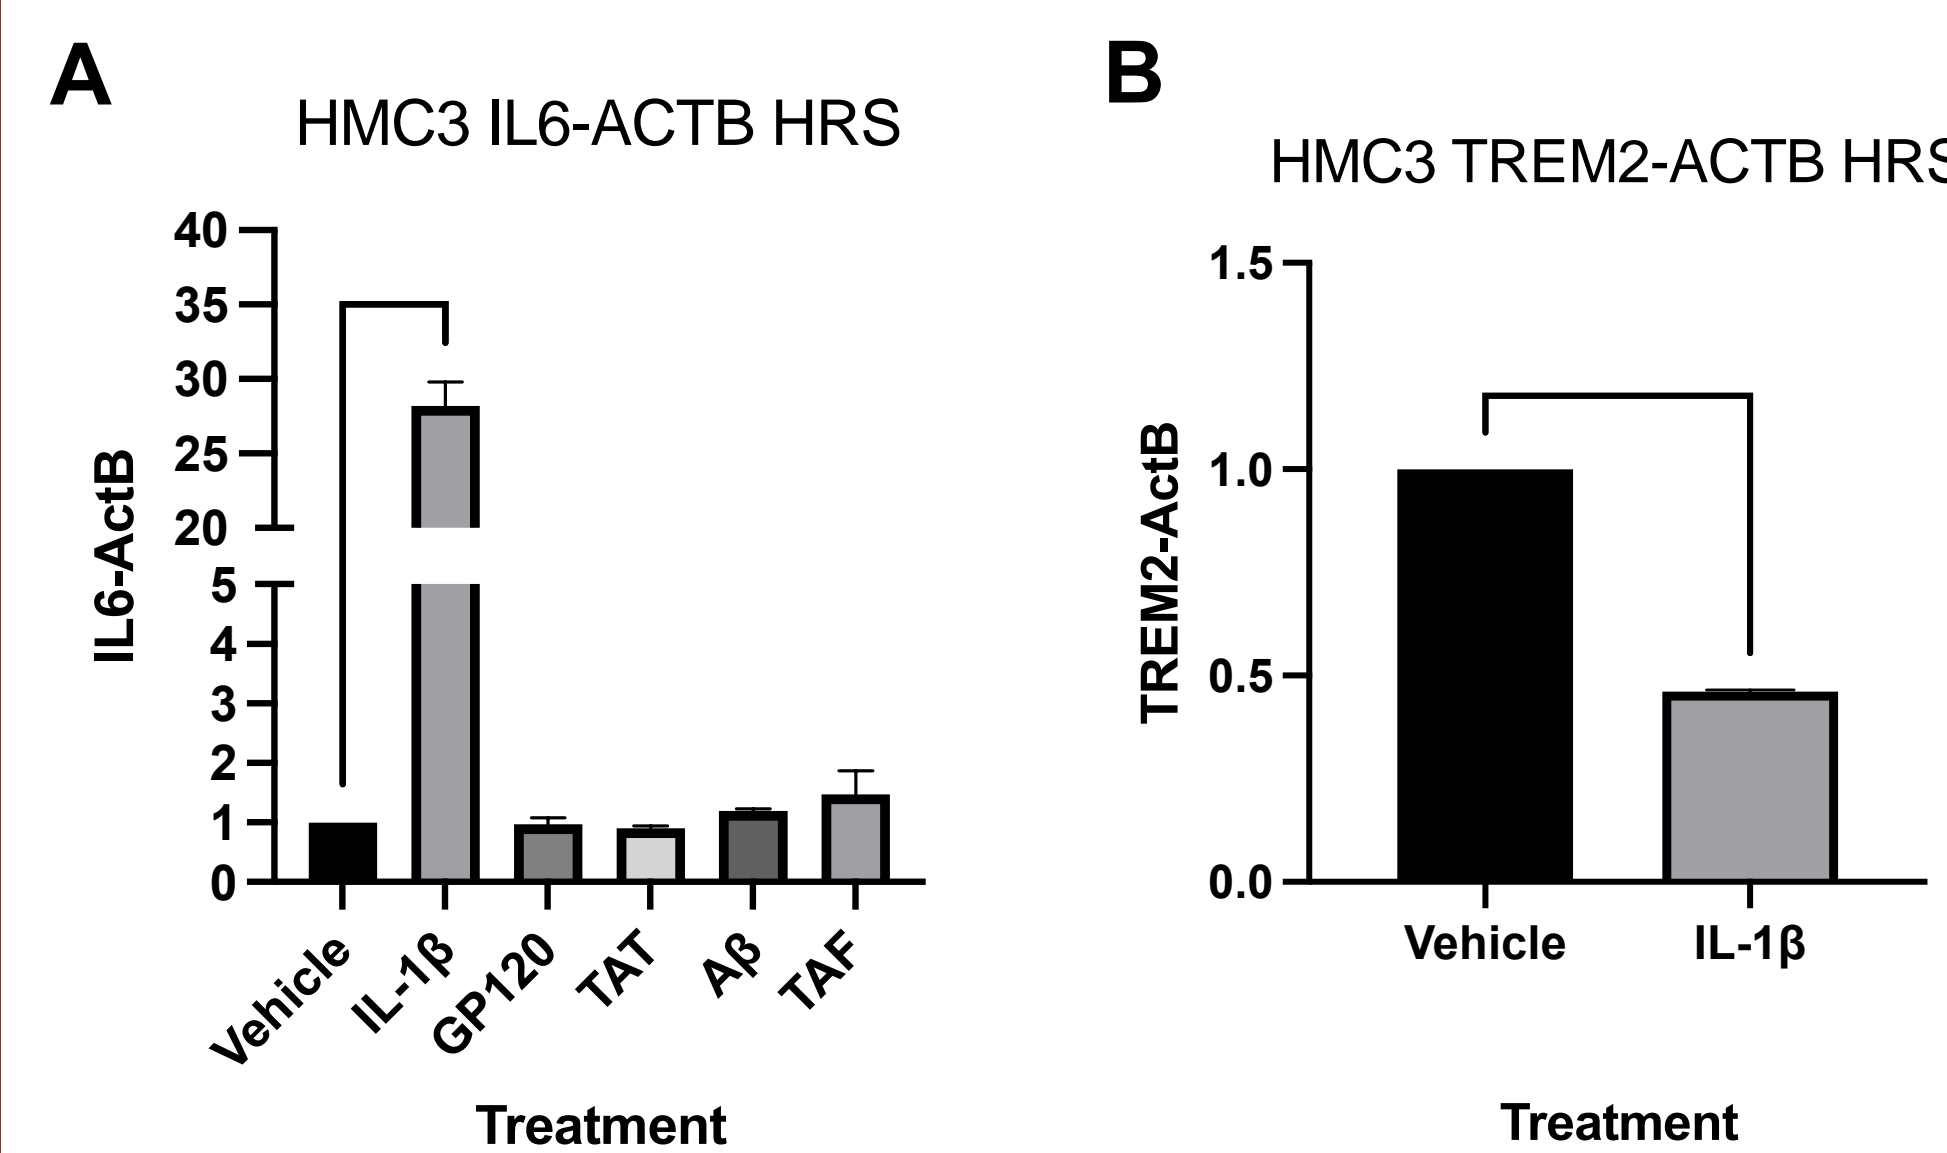 A
HMC3 IL6-ACTB HRS
40
35
30
25
20
5
4
3
2
1
0
IL6-ActB
Vehicle
IL-1β
GP120
TAT
Aβ
TAF
Treatment
B
HMC3 TREM2-ACTB HRS
1.5
1.0
0.5
0.0
TREM2-ActB
Vehicle
IL-1β
Treatment